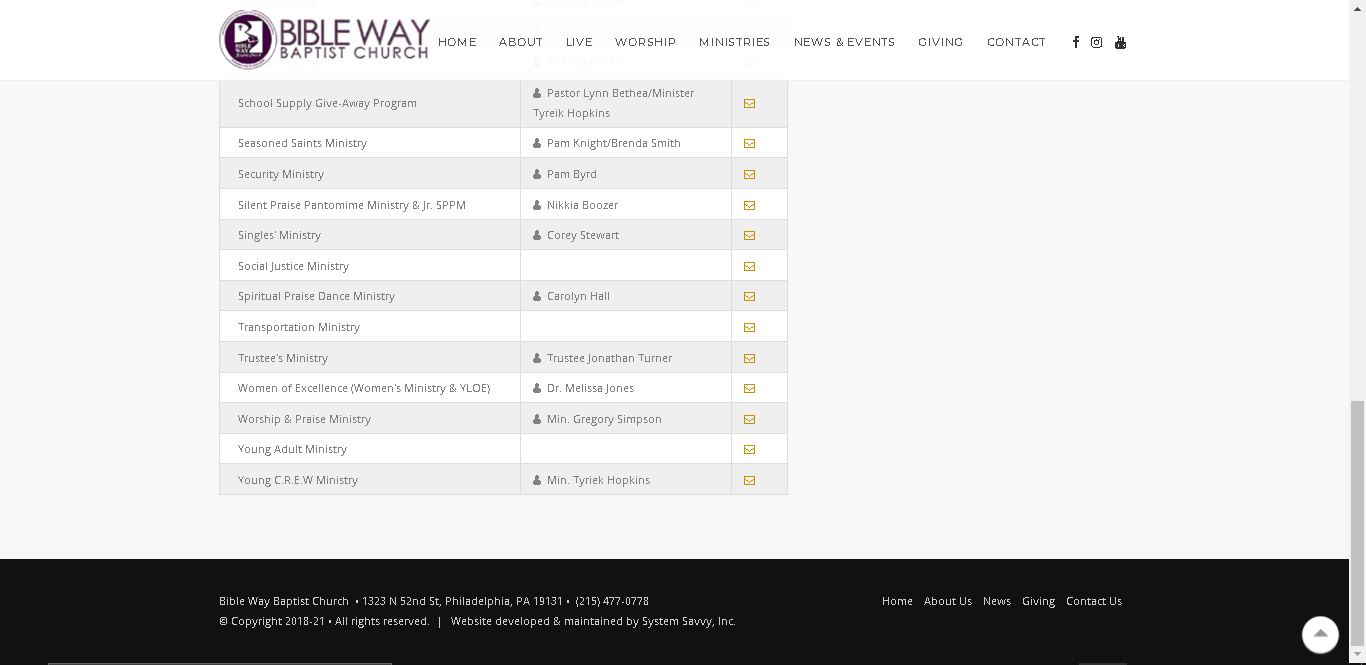 BIBLE WAY
BAPTIST CHURCH
HOME ABOUT LIVE WORSHIP MINISTRIES NEWS & EVENTS GIVING CONTACT
School Supply Give-Away Program
Pastor Lynn Bethea/Minister
Tyreik Hopkins
Seasoned Saints Ministry Pam Knight/Brenda Smith
Security Ministry Pam Byrd
Silent Praise Pantomime Ministry & Jr. SPPM Nikkia Boozer
Singles' Ministry Corey Stewart
Social Justice Ministry
Spiritual Praise Dance Ministry Carolyn Hall
Transportation Ministry
Trustee's Ministry Trustee Jonathan Turner
Women of Excellence (Women's Ministry & YLOE) Dr. Melissa Jones
Worship & Praise Ministry Min. Gregory Simpson
Young Adult Ministry
Young C.R.E.W Ministry Min. Tyriek Hopkins
Bible Way Baptist Church • 1323 N 52nd St, Philadelphia, PA 19131 • (215) 477-0778
Home About Us News Giving Contact Us
© Copyright 2018-21 • All rights reserved. | Website developed & maintained by System Savvy, Inc.